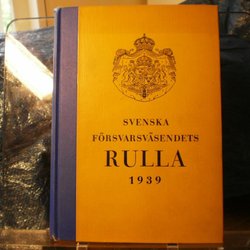 SVENSKA
FÖRSVARSVÄSENDETS
RULLA
1939